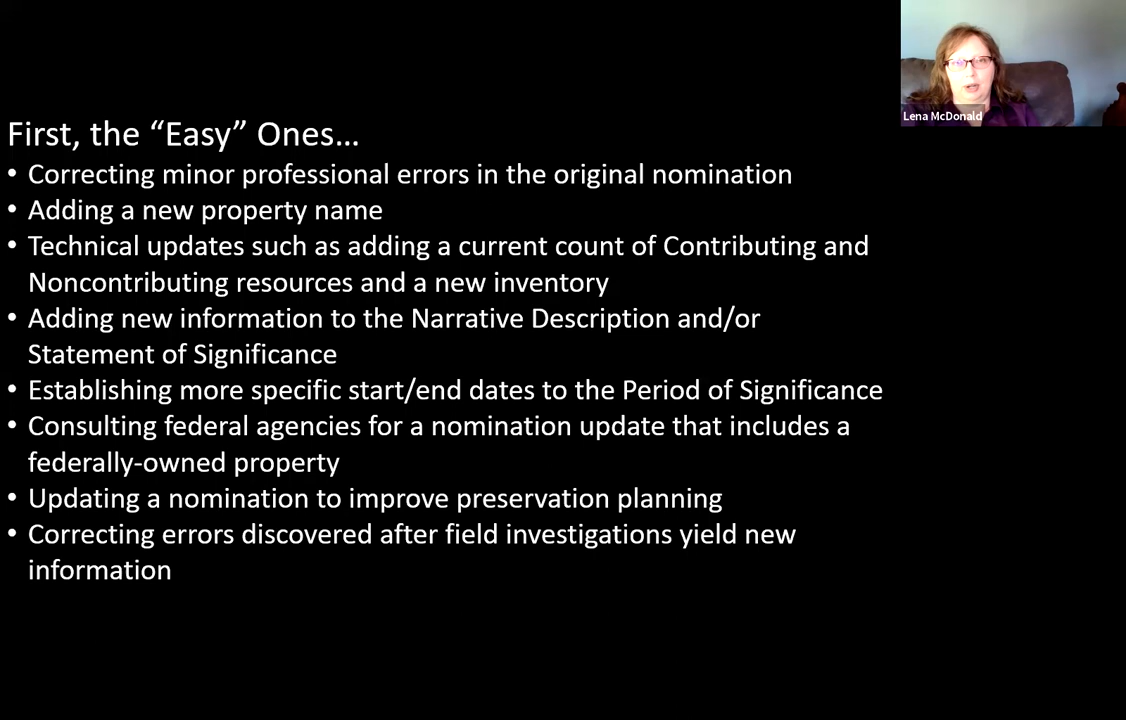 First, the “Easy” Ones…
• Correcting minor professional errors in the original nomination
• Adding a new property name
• Technical updates such as adding a current count of Contributing and
Noncontributing resources and a new inventory
• Adding new information to the Narrative Description and/or
Statement of Significance
• Establishing more specific start/end dates to the Period of Significance
• Consulting federal agencies for a nomination update that includes a
federally-owned property
• Updating a nomination to improve preservation planning
• Correcting errors discovered after field investigations yield new
information
Lena McDonald